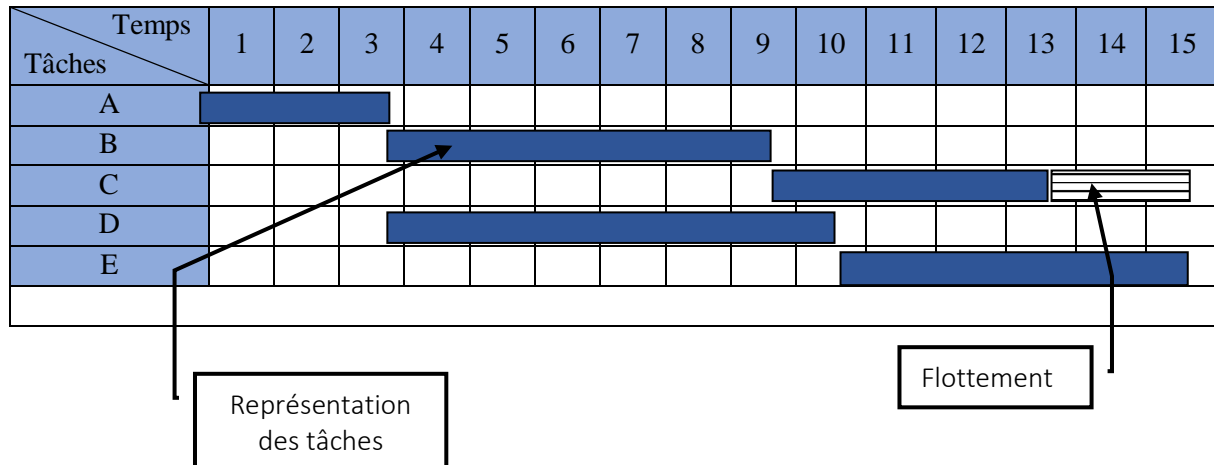 Temps
Tâches
1 2 3 4 5 6 7 8 9 10 11 12 13 14 15
A
B
C
D
E
Flottement
Représentation
des tâches